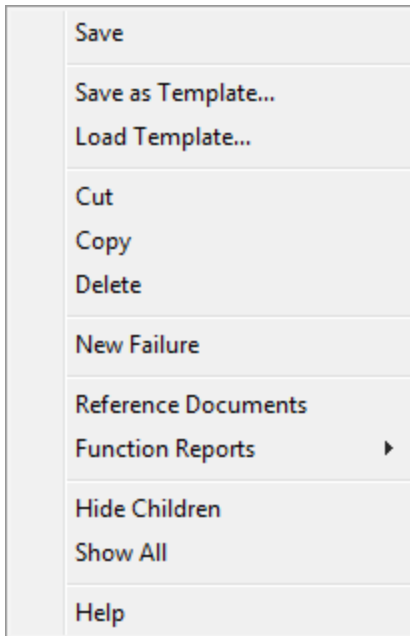 Save
Save as Template...
Load Template...
Cut
Copy
Delete
New Failure
Reference Documents
Function Reports
Hide Children
Show All
Help